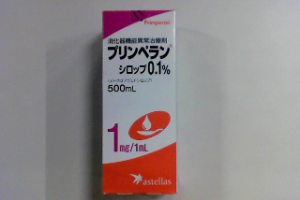 Primperan
消化器機能異常治療剤
プリンペラン
シロップ0.1%
500mL
1mg/1mL
astellas